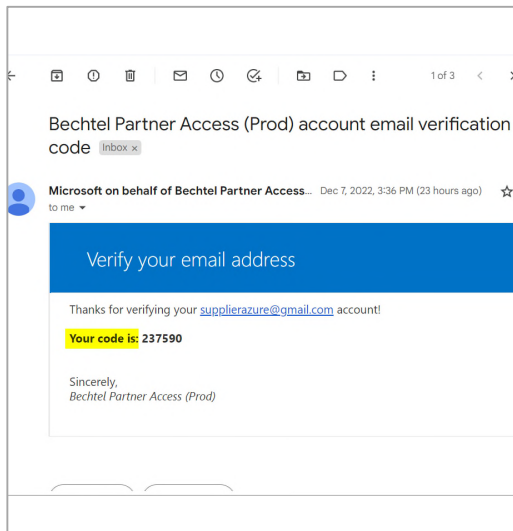 1 of 3
Bechtel Partner Access (Prod) account email verification
code Inbox ×
Microsoft on behalf of Bechtel Partner Access... Dec 7, 2022, 3:36 PM (23 hours ago)
to me
Verify your email address
Thanks for verifying your supplierazure@gmail.com account!
Your code is: 237590
Sincerely,
Bechtel Partner Access (Prod)